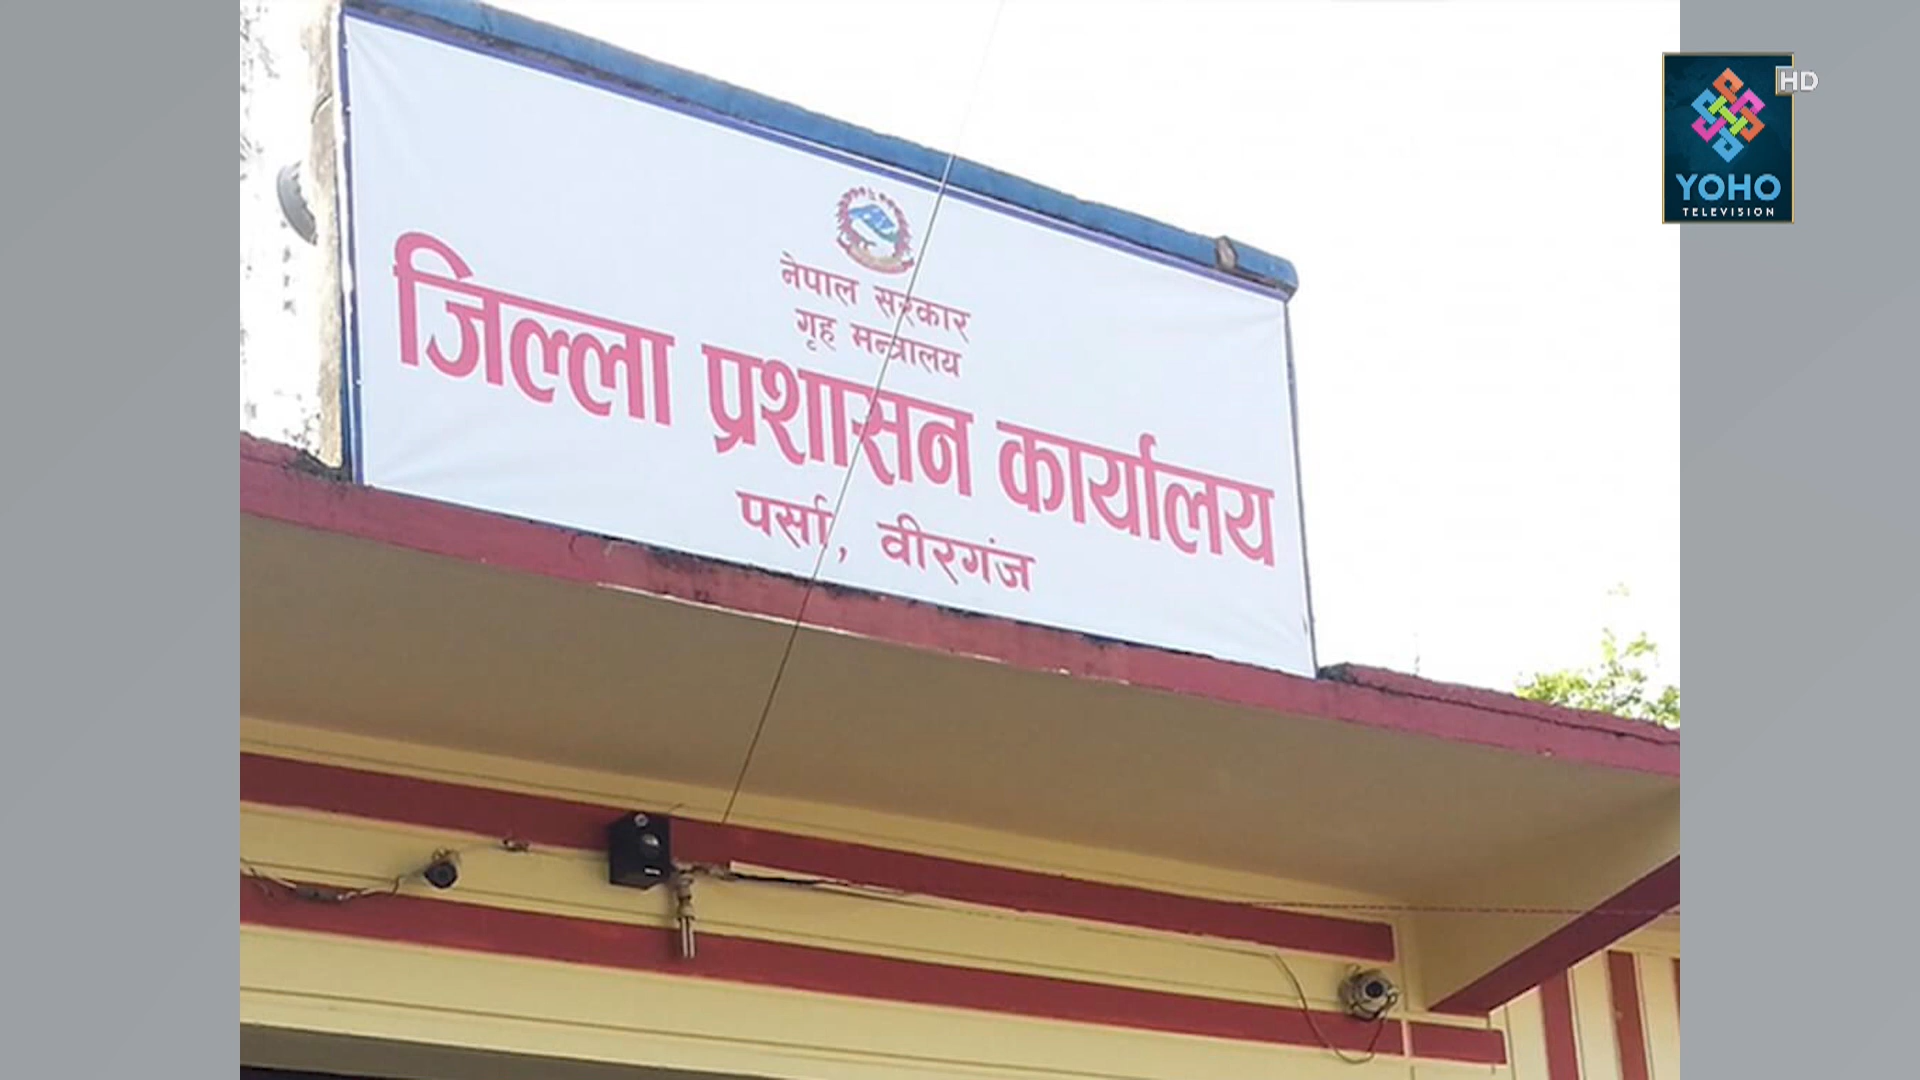 नेपाल सरकार
गृह मन्त्रालय
जिल्ला प्रशासन कार्यालय
पर्सा, वीरगंज
HD
YOHO
TELEVISION